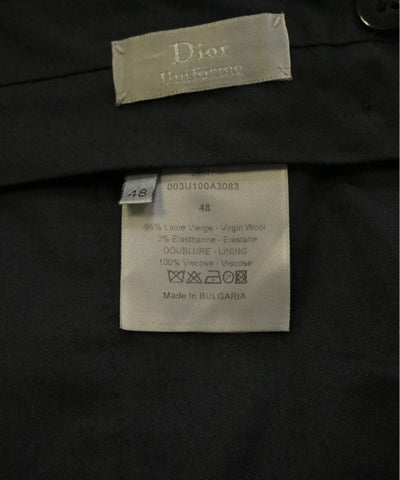 Dior
Uniforme
48
003U100A3083
48
98% Laine Vierge - Virgin Wool
2% Elasthanne - Elastane
DOUBLURE - LINING
100% Viscose - Viscose
Made In BULGARIA